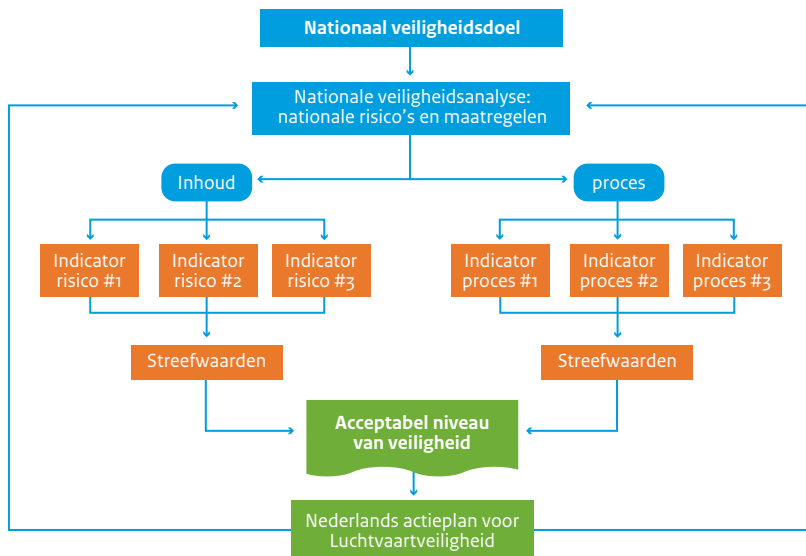 Nationaal veiligheidsdoel
Nationale veiligheidsanalyse:
nationale risico's en maatregelen
Inhoud
proces
Indicator
risico #1
Indicator
risico #2
Indicator
risico #3
Indicator
proces #1
Indicator
proces #2
Indicator
proces #3
Streefwaarden
Streefwaarden
Acceptabel niveau
van veiligheid
Nederlands actieplan voor
Luchtvaartveiligheid